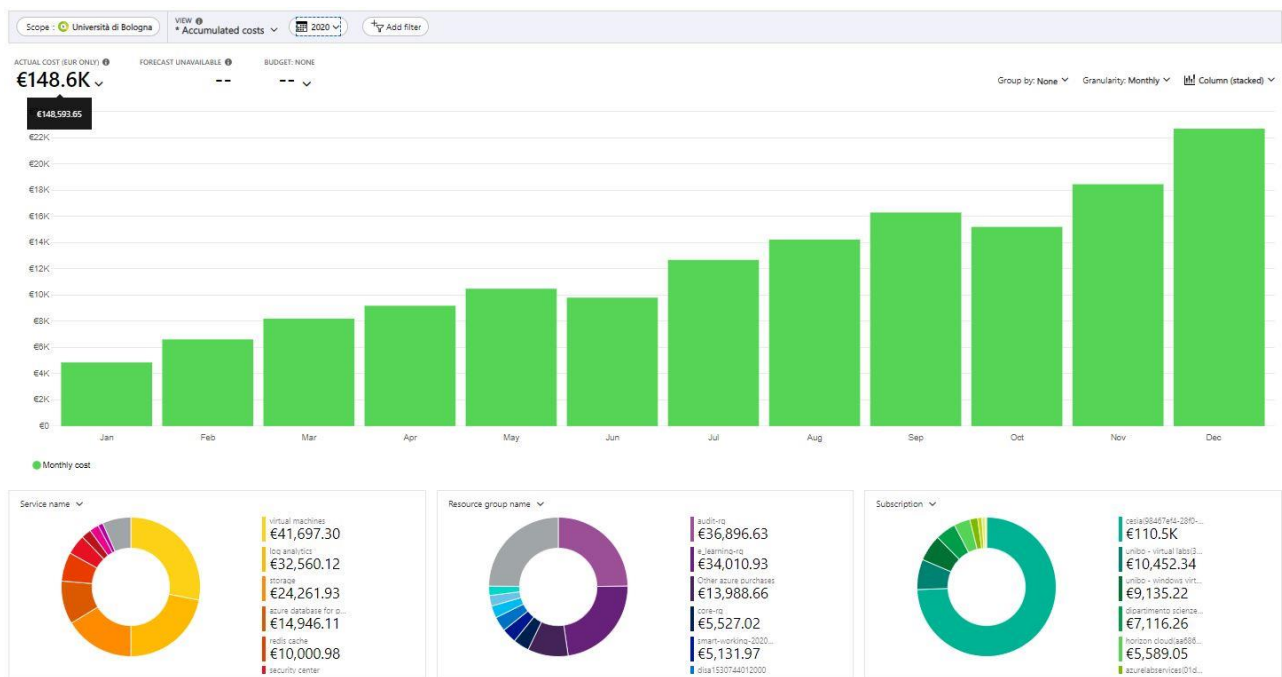 Scope : Università di Bologna
VIEW
* Accumulated costs
2020
Add filter
ACTUAL COST (EUR ONLY)
FORECAST UNAVAILABLE
BUDGET: NONE
€148.6K
--
--
Group by: None
Granularity: Monthly
Column (stacked)
€148,593.65
€22K
€20K
€18K
€16K
€14K
€12K
€10K
€8K
€6K
€4K
€2K
€0
Jan Feb Mar Apr May Jun Jul Aug Sep Oct Nov Dec
Monthly cost
Service name
virtual machines
€41,697.30
log analytics
€32,560.12
storage
€24,261.93
azure database for p...
€14,946.11
redis cache
€10,000.98
security center
Resource group name
audit-rg
€36,896.63
e_learning-rg
€34,010.93
Other azure purchases
€13,988.66
core-rg
€5,527.02
smart-working-2020...
€5,131.97
disa1530744012000
Subscription
cesia(98467ef4-28f0-...
€110.5K
unibo - virtual labs(3...
€10,452.34
unibo - windows virt...
€9,135.22
dipartimento scienze...
€7,116.26
horizon cloud(aa686...
€5,589.05
azurelabservices(01d...